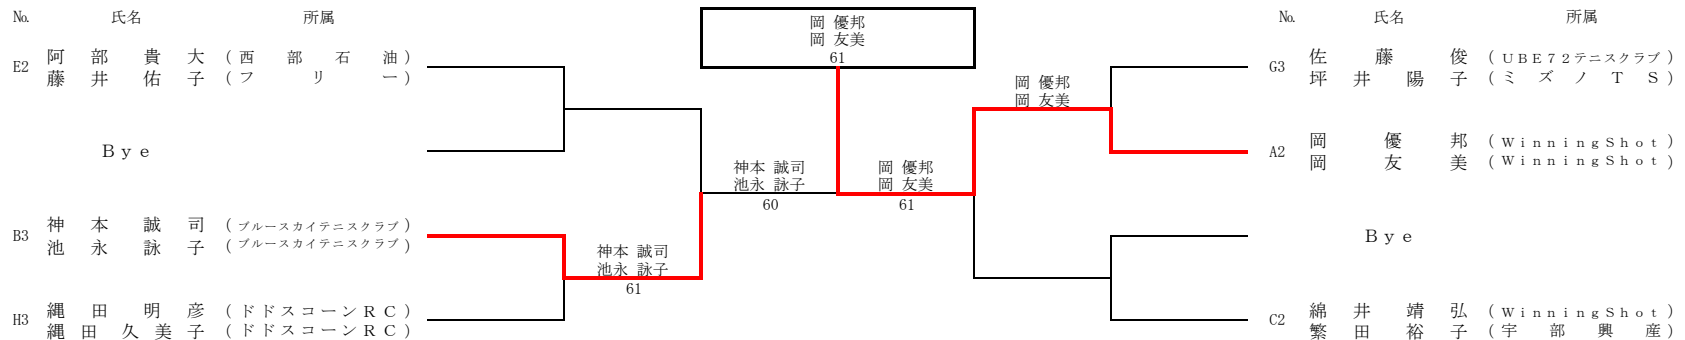 № 氏名 所属
E2 阿部貴大 (西部石油)
藤井佑子 (フリー)
Bye
B3 神本誠司 (ブルースカイテニスクラブ)
池永詠子 (ブルースカイテニスクラブ)
H3 縄田明彦 (ドドスコーンRC)
縄田久美子 (ドドスコーンRC)
神本 誠司
池永 詠子
61
神本 誠司
池永 詠子
60
岡 優邦
岡 友美
61
岡 優邦
岡 友美
61
岡 優邦
岡 友美
№ 氏名 所属
G3 佐藤俊 (UBE72テニスクラブ)
坪井陽子 (ミズノTS)
A2 岡優邦 (WinningShot)
岡友美 (WinningShot)
Bye
C2 綿井靖弘 (WinningShot)
繁田裕子 (宇部興産)